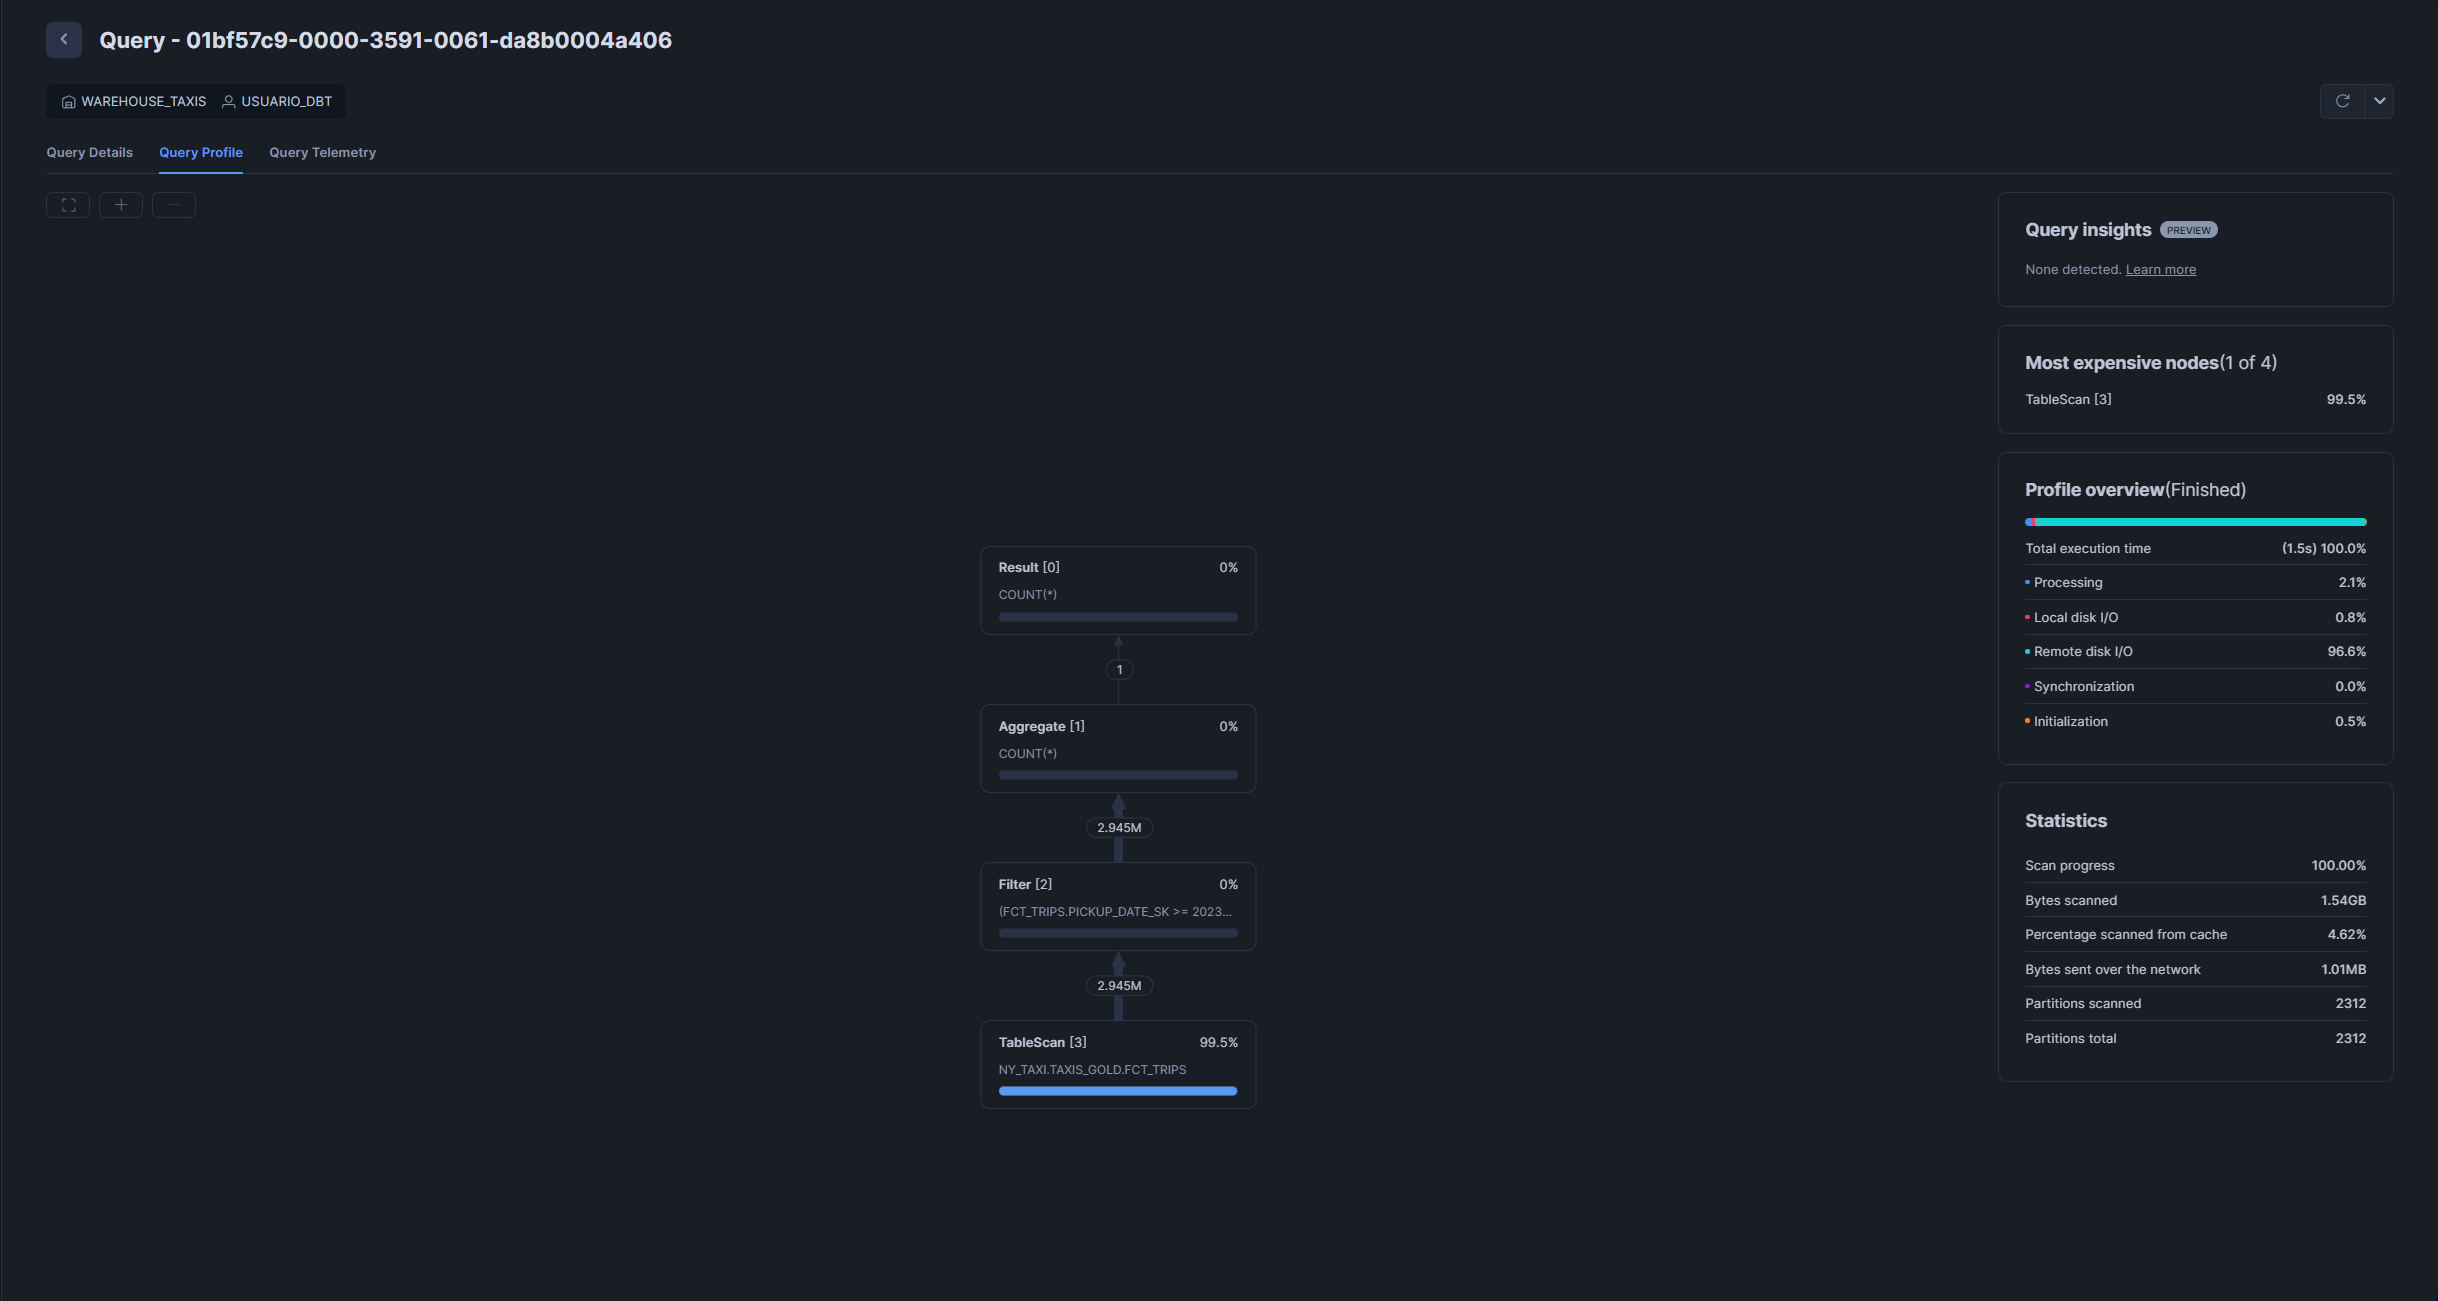 Query - 01bf57c9-0000-3591-0061-da8b0004a406
WAREHOUSE_TAXIS USUARIO_DBT
Query Details Query Profile Query Telemetry
Query insights PREVIEW
None detected. Learn more
Most expensive nodes(1 of 4)
TableScan [3] 99.5%
Profile overview(Finished)
Total execution time (1.5s) 100.0%
Processing 2.1%
Local disk I/O 0.8%
Remote disk I/O 96.6%
Synchronization 0.0%
Initialization 0.5%
Statistics
Scan progress 100.00%
Bytes scanned 1.54GB
Percentage scanned from cache 4.62%
Bytes sent over the network 1.01MB
Partitions scanned 2312
Partitions total 2312
Result [0] 0%
COUNT(*)
1
Aggregate [1] 0%
COUNT(*)
2.945M
Filter [2] 0%
(FCT_TRIPS.PICKUP_DATE_SK >= 2023...
2.945M
TableScan [3] 99.5%
NY_TAXI.TAXIS_GOLD.FCT_TRIPS